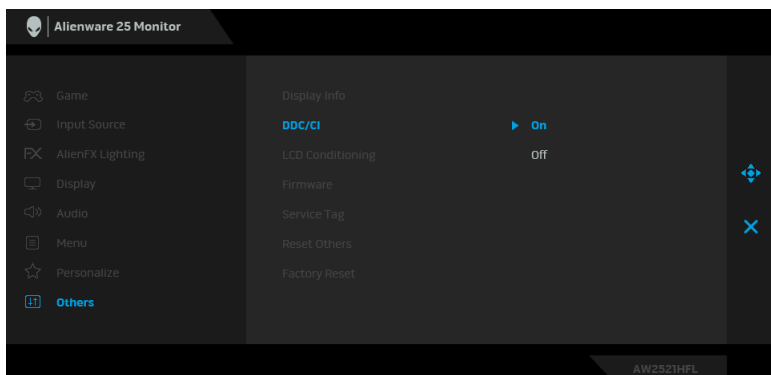 Alienware 25 Monitor
Game
Input Source
AlienFX Lighting
Display
Audio
Menu
Personalize
Others
Display Info
DDC/CI
On
LCD Conditioning
Off
Firmware
Service Tag
Reset Others
Factory Reset
AW2521HFL